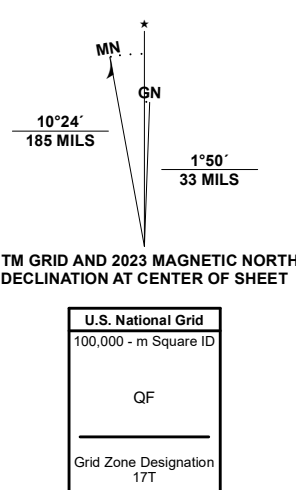 ★
MN
GN
10°24´
185 MILS
1°50´
33 MILS
TM GRID AND 2023 MAGNETIC NORTH
DECLINATION AT CENTER OF SHEET
U.S. National Grid
100,000 - m Square ID
QF
Grid Zone Designation
17T